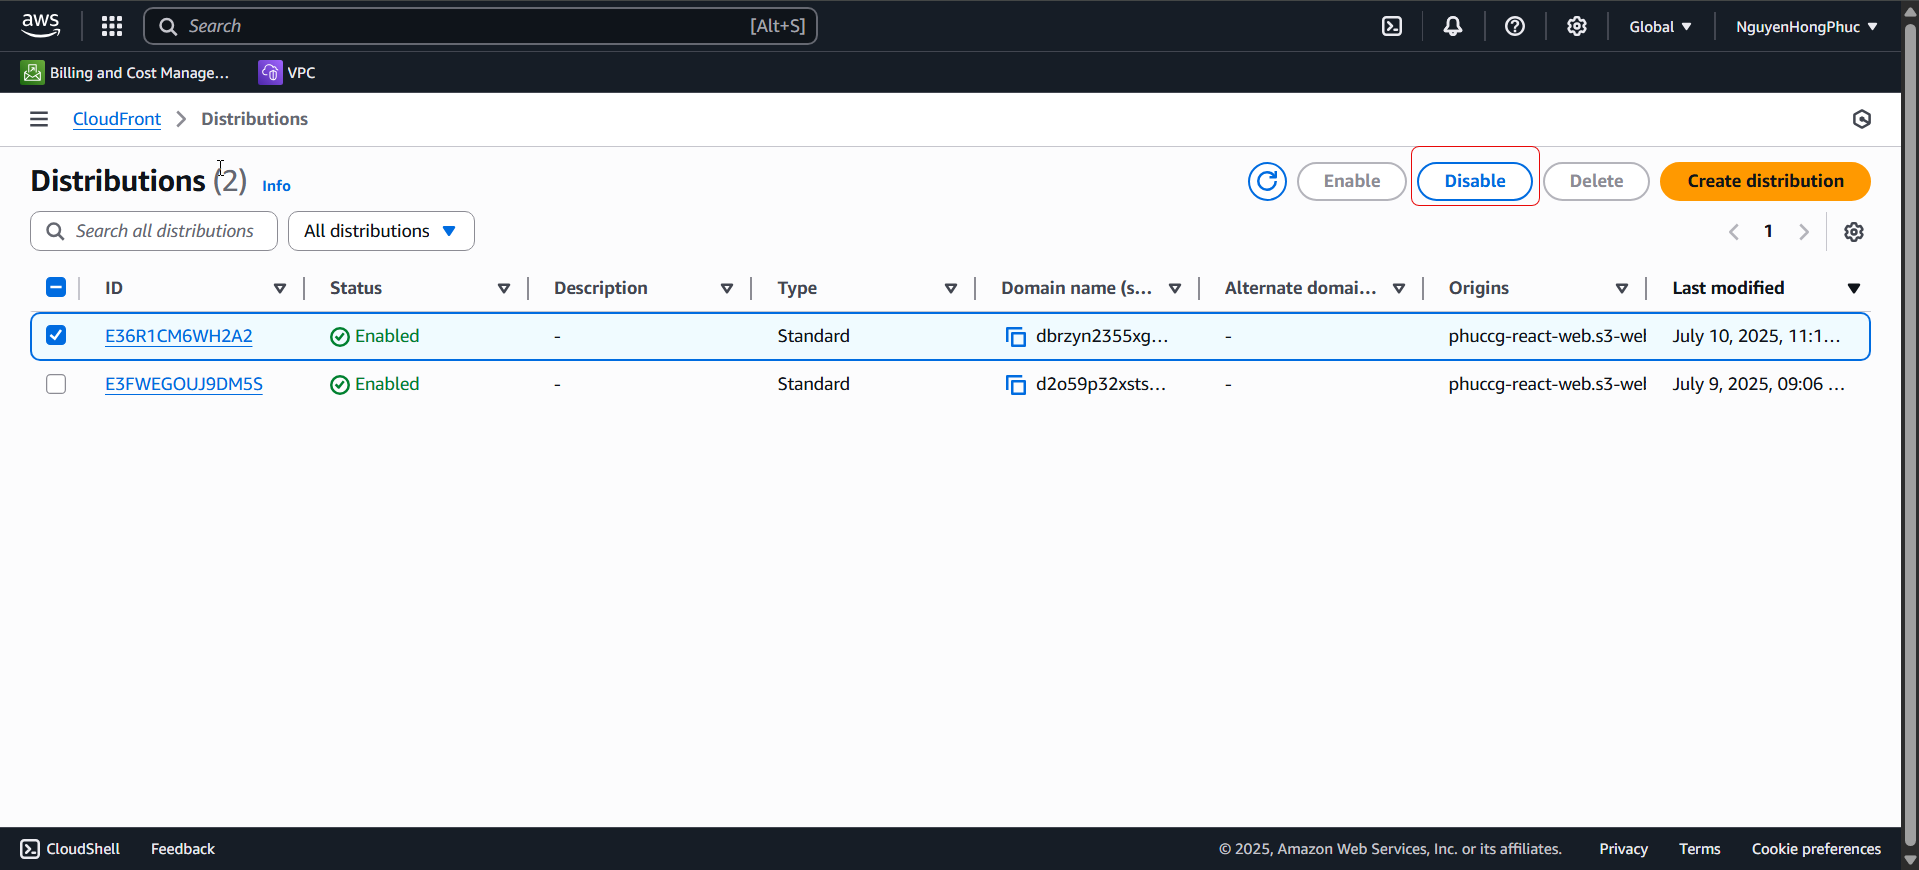 aws Search [Alt+S] Global NguyenHongPhuc
Billing and Cost Manage... VPC
CloudFront Distributions
Distributions (2) Info Enable Disable Delete Create distribution
Search all distributions All distributions 1
ID Status Description Type Domain name (s... Alternate domai... Origins Last modified
E36R1CM6WH2A2 Enabled - Standard dbrzyn2355xg... - phuccg-react-web.s3-wel July 10, 2025, 11:1...
E3FWEGOUJ9DM5S Enabled - Standard d2o59p32xsts... - phuccg-react-web.s3-wel July 9, 2025, 09:06 ...
CloudShell Feedback © 2025, Amazon Web Services, Inc. or its affiliates. Privacy Terms Cookie preferences